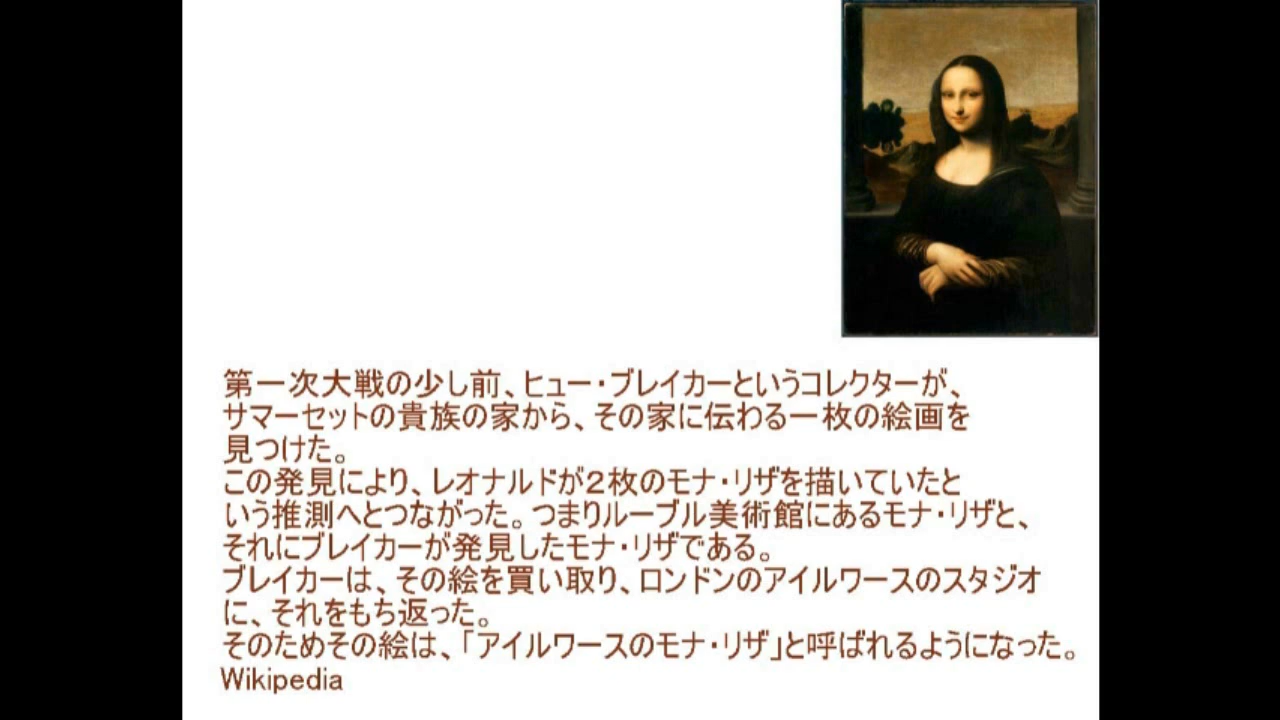 第一次大戦の少し前、ヒュー・ブレイカーというコレクターが、
サマーセットの貴族の家から、その家に伝わる一枚の絵画を
見つけた。
この発見により、レオナルドが２枚のモナ・リザを描いていたと
いう推測へとつながった。つまりルーブル美術館にあるモナ・リザと、
それにブレイカーが発見したモナ・リザである。
ブレイカーは、その絵を買い取り、ロンドンのアイルワースのスタジオ
に、それをもち返った。
そのためその絵は、「アイルワースのモナ・リザ」と呼ばれるようになった。
Wikipedia